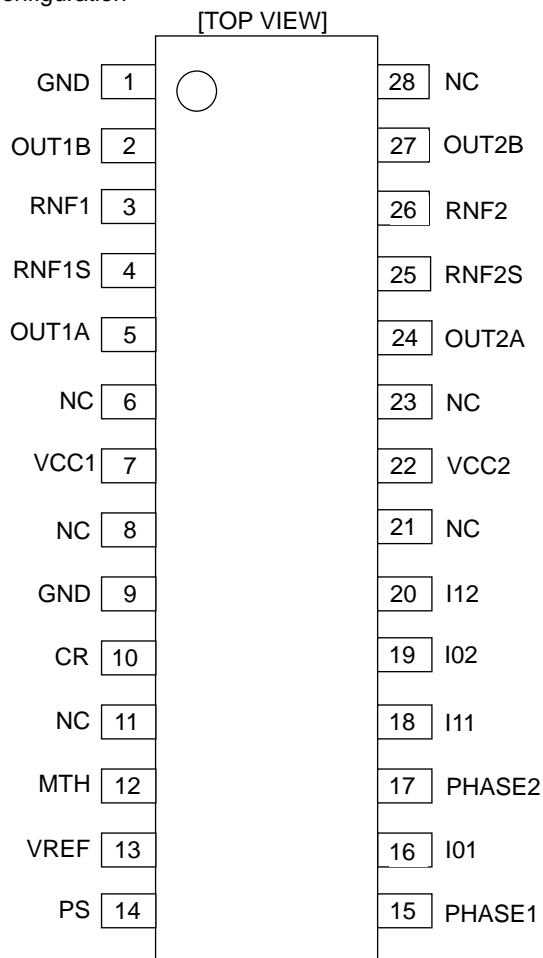 [TOP VIEW]
GND 1 28 NC
OUT1B 2 27 OUT2B
RNF1 3 26 RNF2
RNF1S 4 25 RNF2S
OUT1A 5 24 OUT2A
NC 6 23 NC
VCC1 7 22 VCC2
NC 8 21 NC
GND 9 20 I12
CR 10 19 I02
NC 11 18 I11
MTH 12 17 PHASE2
VREF 13 16 I01
PS 14 15 PHASE1